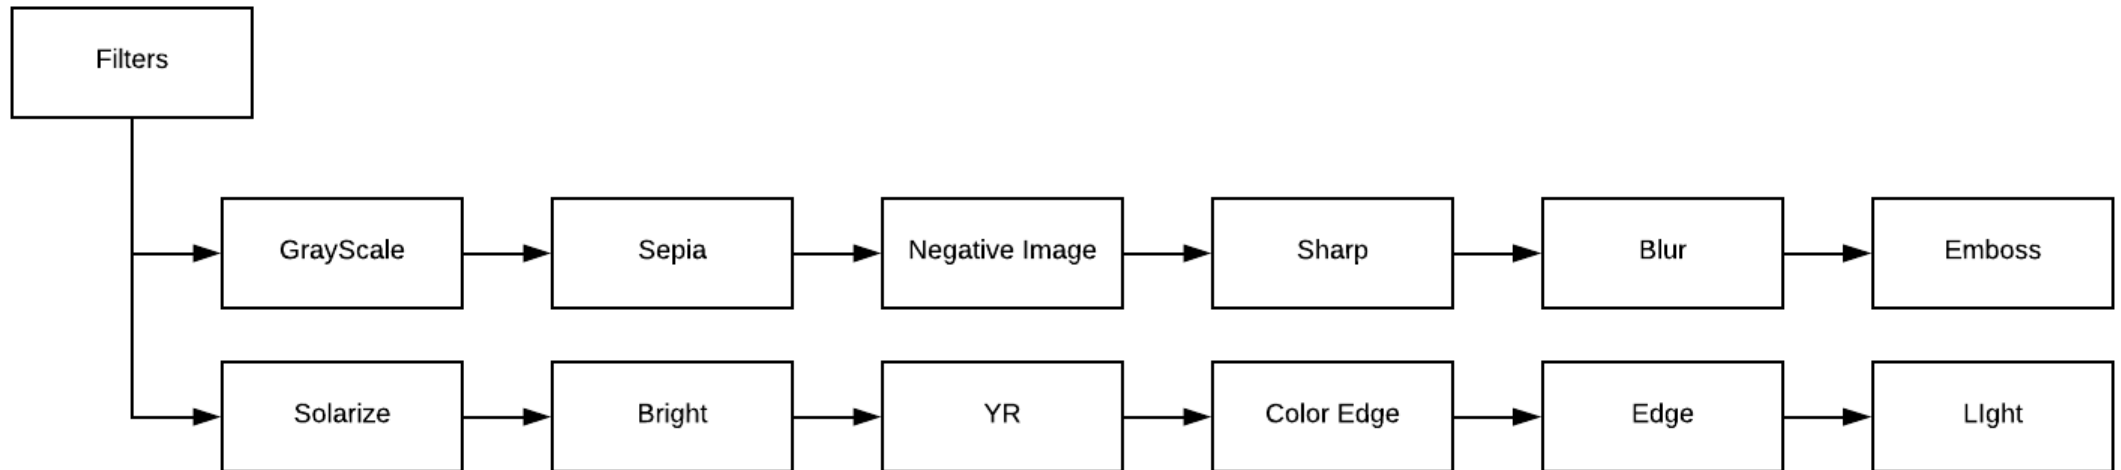 Filters
GrayScale
Sepia
Negative Image
Sharp
Blur
Emboss
Solarize
Bright
YR
Color Edge
Edge
LIght